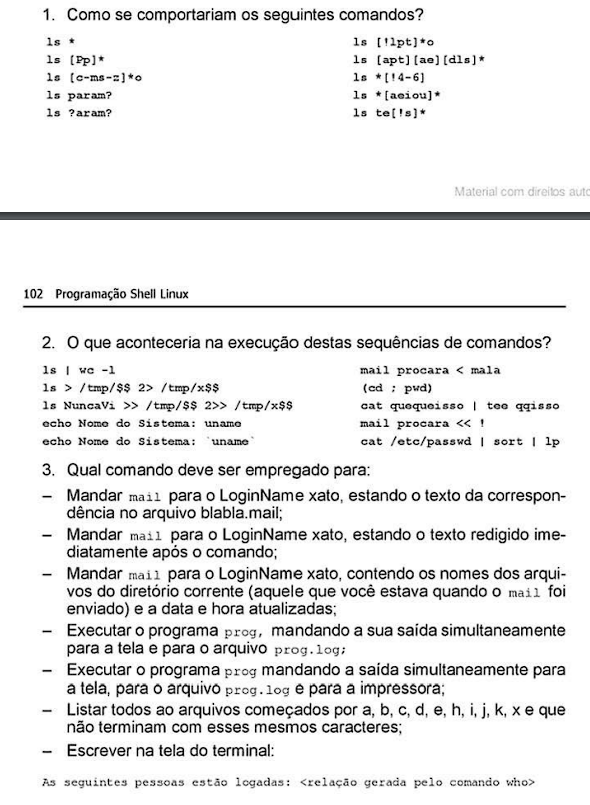 1. Como se comportariam os seguintes comandos?
ls *
ls [Pp]*
ls [c-ms-z]*o
ls param?
ls ?aram?
ls [!lpt]*o
ls [apt][ae][dls]*
ls *[!4-6]
ls *[aeiou]*
ls te[!s]*
Material com direitos auto
102 Programação Shell Linux
2. O que aconteceria na execução destas sequências de comandos?
ls | wc -l
ls > /tmp/$$ 2> /tmp/x$$
ls NuncaVi >> /tmp/$$ 2>> /tmp/x$$
echo Nome do Sistema: uname
echo Nome do Sistema: `uname`
mail procara < mala
(cd ; pwd)
cat quequeisso | tee qqisso
mail procara << !
cat /etc/passwd | sort | lp
3. Qual comando deve ser empregado para:
– Mandar mail para o LoginName xato, estando o texto da correspon-
dência no arquivo blabla.mail;
– Mandar mail para o LoginName xato, estando o texto redigido ime-
diatamente após o comando;
– Mandar mail para o LoginName xato, contendo os nomes dos arqui-
vos do diretório corrente (aquele que você estava quando o mail foi
enviado) e a data e hora atualizadas;
– Executar o programa prog, mandando a sua saída simultaneamente
para a tela e para o arquivo prog.log;
– Executar o programa prog mandando a saída simultaneamente para
a tela, para o arquivo prog.log e para a impressora;
– Listar todos ao arquivos começados por a, b, c, d, e, h, i, j, k, x e que
não terminam com esses mesmos caracteres;
– Escrever na tela do terminal:
As seguintes pessoas estão logadas: <relação gerada pelo comando who>